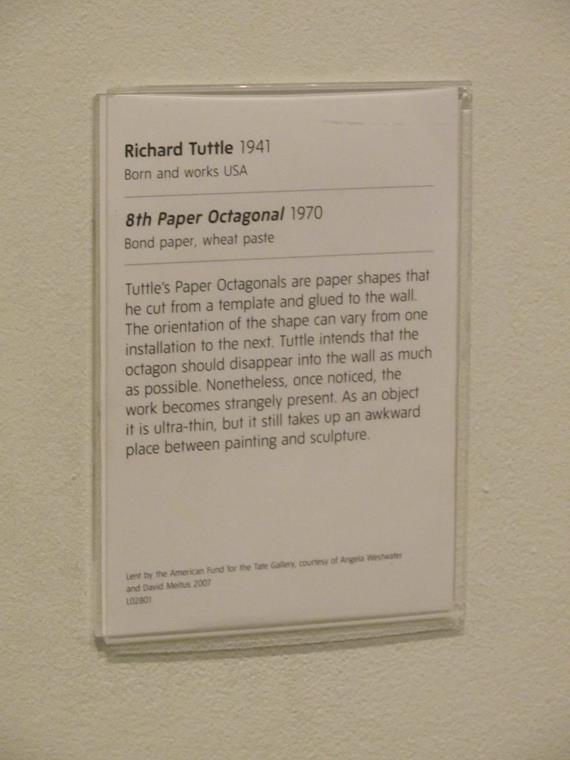 Richard Tuttle 1941
Born and works USA
8th Paper Octagonal 1970
Bond paper, wheat paste
Tuttle's Paper Octagonals are paper shapes that
he cut from a template and glued to the wall.
The orientation of the shape can vary from one
installation to the next. Tuttle intends that the
octagon should disappear into the wall as much
as possible. Nonetheless, once noticed, the
work becomes strangely present. As an object
it is ultra-thin, but it still takes up an awkward
place between painting and sculpture.
Lent by the American Fund for the Tate Gallery, courtesy of Angela Westwater
and David Meitus 2007
L02801